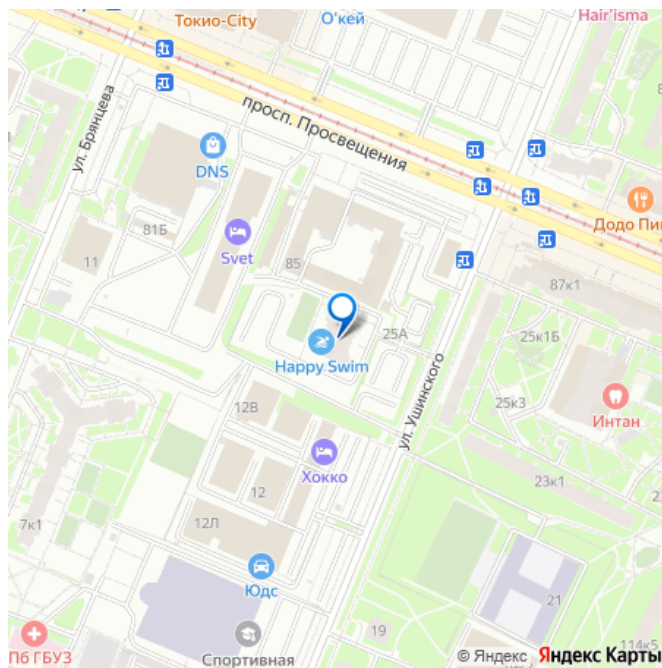 Токио-City
О'кей
Hair'isma
ул. Брянцева
просп. Просвещения
DNS
Додо Пи
81Б
Svet
11
85
87к1
25А
25к1Б
Happy Swim
ул. Ушинского
25к3
Интан
12В
Хокко
23к1
12
7к1
12Л
Юдс
21
19
114к5
Пб ГБУЗ
Спортивная
© Яндекс Яндекс Карты